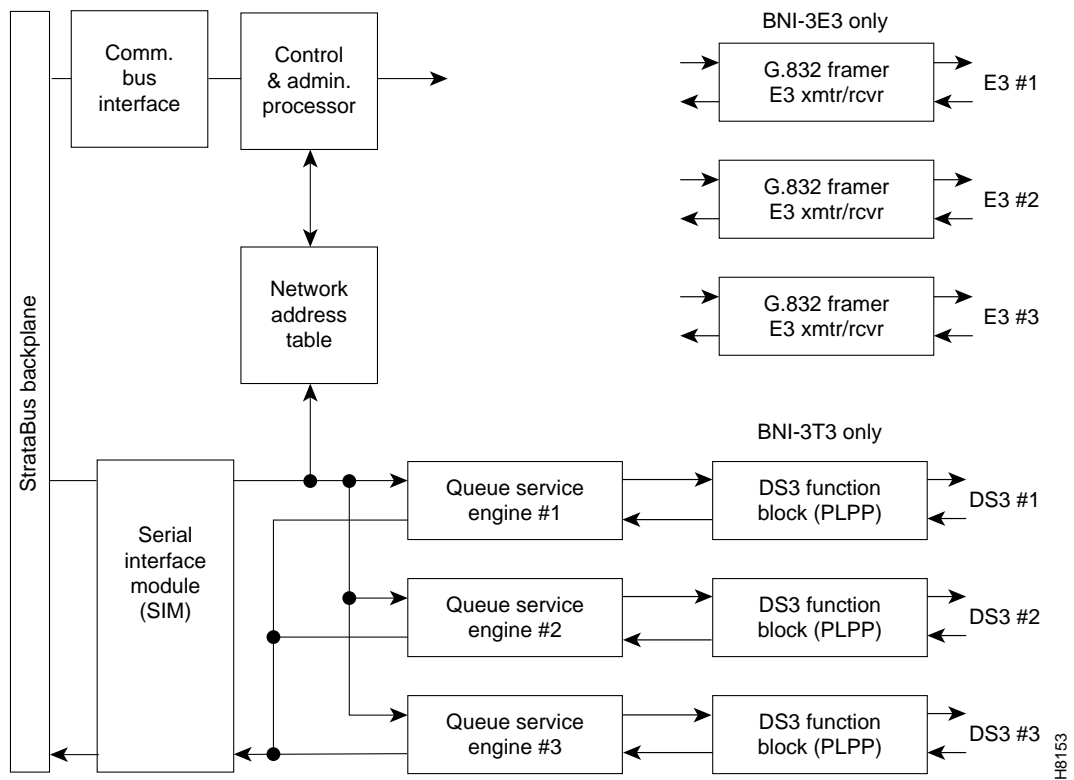 BNI-3E3 only
Comm.
bus
interface
Control
& admin.
processor
G.832 framer
E3 xmtr/rcvr
E3 #1
G.832 framer
E3 xmtr/rcvr
E3 #2
Network
address
table
G.832 framer
E3 xmtr/rcvr
E3 #3
StrataBus backplane
BNI-3T3 only
Serial
interface
module
(SIM)
Queue service
engine #1
DS3 function
block (PLPP)
DS3 #1
Queue service
engine #2
DS3 function
block (PLPP)
DS3 #2
Queue service
engine #3
DS3 function
block (PLPP)
DS3 #3
H8153